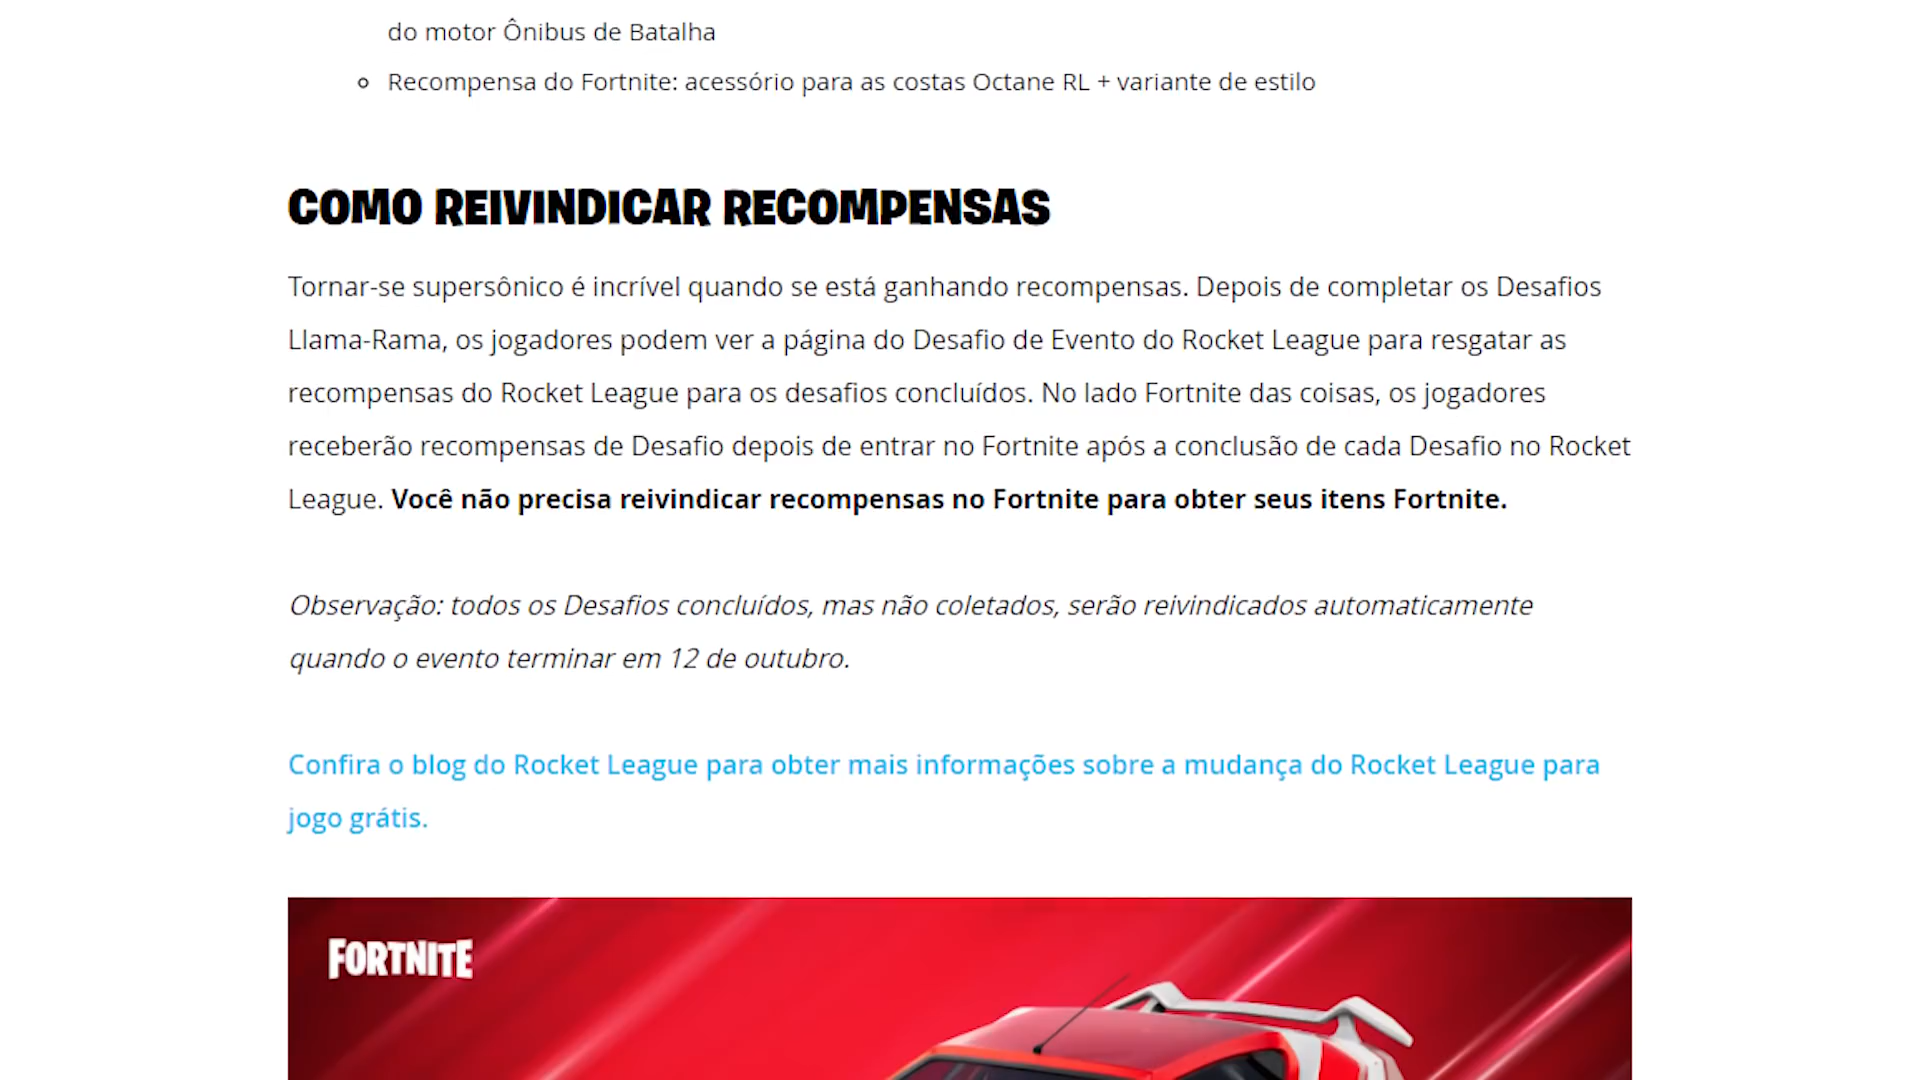 do motor Ônibus de Batalha
Recompensa do Fortnite: acessório para as costas Octane RL + variante de estilo
COMO REIVINDICAR RECOMPENSAS
Tornar-se supersônico é incrível quando se está ganhando recompensas. Depois de completar os Desafios
Llama-Rama, os jogadores podem ver a página do Desafio de Evento do Rocket League para resgatar as
recompensas do Rocket League para os desafios concluídos. No lado Fortnite das coisas, os jogadores
receberão recompensas de Desafio depois de entrar no Fortnite após a conclusão de cada Desafio no Rocket
League. Você não precisa reivindicar recompensas no Fortnite para obter seus itens Fortnite.
Observação: todos os Desafios concluídos, mas não coletados, serão reivindicados automaticamente
quando o evento terminar em 12 de outubro.
Confira o blog do Rocket League para obter mais informações sobre a mudança do Rocket League para
jogo grátis.
FORTNITE